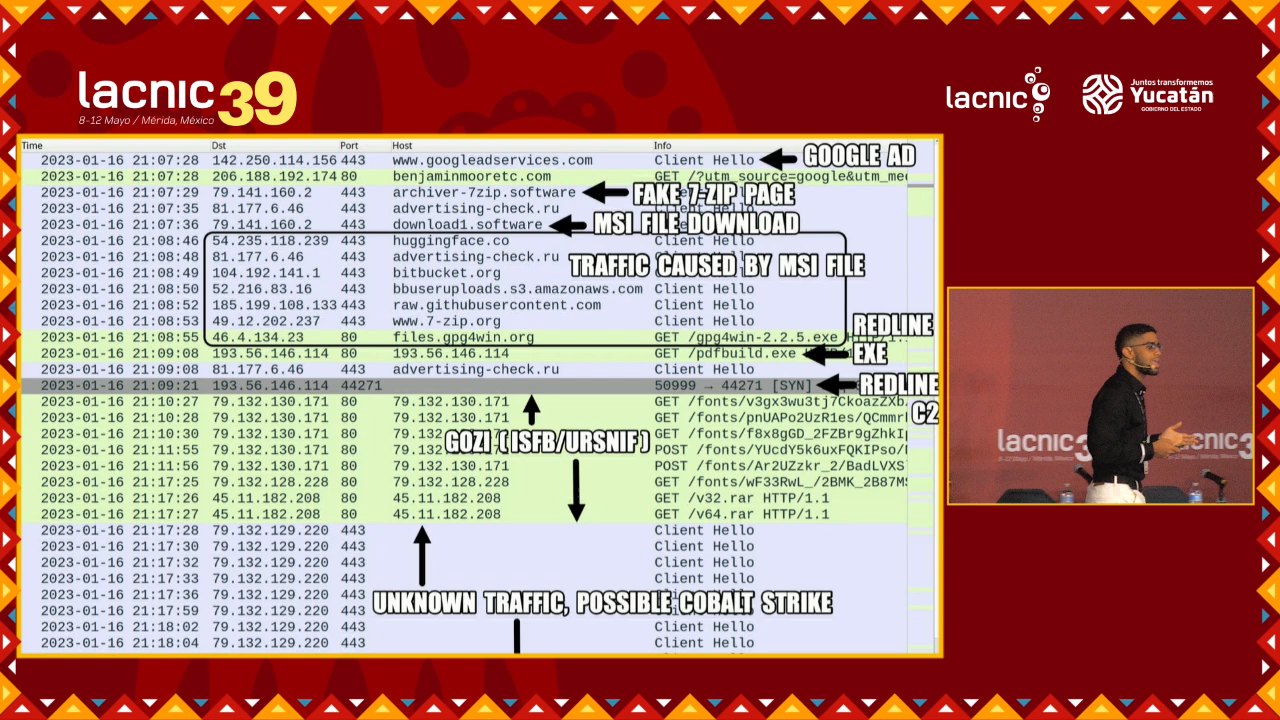 lacnic 39
8-12 Mayo / Mérida, México
lacnic
Juntos transformemos
Yucatán
GOBIERNO DEL ESTADO
Time Dst Port Host Info
2023-01-16 21:07:28 142.250.114.156 443 www.googleadservices.com Client Hello GOOGLE AD
2023-01-16 21:07:28 206.188.192.174 80 benjaminmooretc.com GET /?utm_source=google&utm_med
2023-01-16 21:07:29 79.141.160.2 443 archiver-7zip.software FAKE 7-ZIP PAGE
2023-01-16 21:07:35 81.177.6.46 443 advertising-check.ru Client Hello
2023-01-16 21:07:36 79.141.160.2 443 download1.software MSI FILE DOWNLOAD
2023-01-16 21:08:46 54.235.118.239 443 huggingface.co Client Hello
2023-01-16 21:08:48 81.177.6.46 443 advertising-check.ru Client Hello
TRAFFIC CAUSED BY MSI FILE
2023-01-16 21:08:49 104.192.141.1 443 bitbucket.org
2023-01-16 21:08:50 52.216.83.16 443 bbuseruploads.s3.amazonaws.com Client Hello
2023-01-16 21:08:52 185.199.108.133 443 raw.githubusercontent.com Client Hello
2023-01-16 21:08:53 49.12.202.237 443 www.7-zip.org Client Hello
2023-01-16 21:08:55 46.4.134.23 80 files.gpg4win.org GET /gpg4win-2.2.5.exe
REDLINE
EXE
2023-01-16 21:09:08 193.56.146.114 80 193.56.146.114 GET /pdfbuild.exe
2023-01-16 21:09:08 81.177.6.46 443 advertising-check.ru Client Hello
2023-01-16 21:09:21 193.56.146.114 44271 50999 → 44271 [SYN] REDLINE
C2
2023-01-16 21:10:27 79.132.130.171 80 79.132.130.171 GET /fonts/v3gx3wu3tj7CkoazZXb
2023-01-16 21:10:28 79.132.130.171 80 79.132.130.171 GET /fonts/pnUAPo2UzR1es/QCmmr
2023-01-16 21:10:30 79.132.130.171 80 GET /fonts/f8x8gD_2FZBr9gZhkI
GOZI (ISFB/URSNIF)
2023-01-16 21:11:55 79.132.130.171 80 79.132.130.171 POST /fonts/YUcdY5k6uxFQKIPso/
2023-01-16 21:11:56 79.132.130.171 80 79.132.130.171 POST /fonts/Ar2UZzkr_2/BadLVXS
2023-01-16 21:17:25 79.132.128.228 80 79.132.128.228 GET /fonts/wF33RwL_/2BMK_2B87M
2023-01-16 21:17:26 45.11.182.208 80 45.11.182.208 GET /v32.rar HTTP/1.1
2023-01-16 21:17:27 45.11.182.208 80 45.11.182.208 GET /v64.rar HTTP/1.1
2023-01-16 21:17:28 79.132.129.220 443 Client Hello
2023-01-16 21:17:30 79.132.129.220 443 Client Hello
2023-01-16 21:17:32 79.132.129.220 443 Client Hello
2023-01-16 21:17:33 79.132.129.220 443 Client Hello
2023-01-16 21:17:36 79.132.129.220 443 Client Hello
UNKNOWN TRAFFIC, POSSIBLE COBALT STRIKE
2023-01-16 21:17:59 79.132.129.220 443 Client Hello
2023-01-16 21:18:02 79.132.129.220 443 Client Hello
2023-01-16 21:18:04 79.132.129.220 443 Client Hello
lacnic